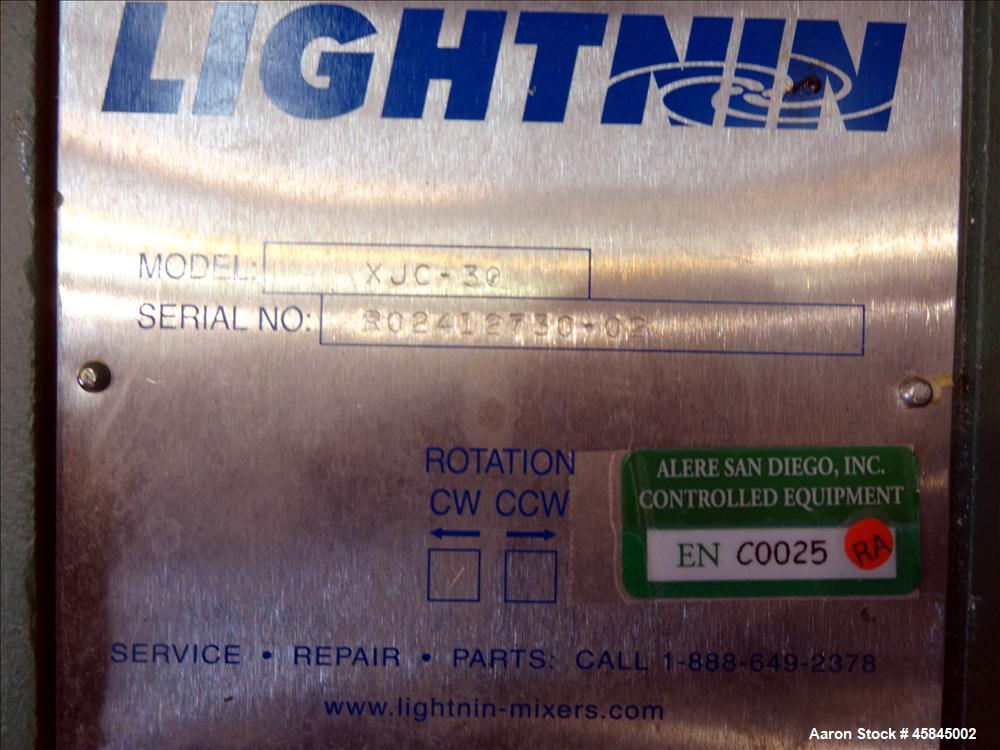 LIGHTNIN
MODEL: XJC-30
SERIAL NO: R02412730-02
ROTATION
CW CCW
ALERE SAN DIEGO, INC.
CONTROLLED EQUIPMENT
EN C0025 RA
SERVICE • REPAIR • PARTS: CALL 1-888-649-2378
www.lightnin-mixers.com
Aaron Stock # 45845002